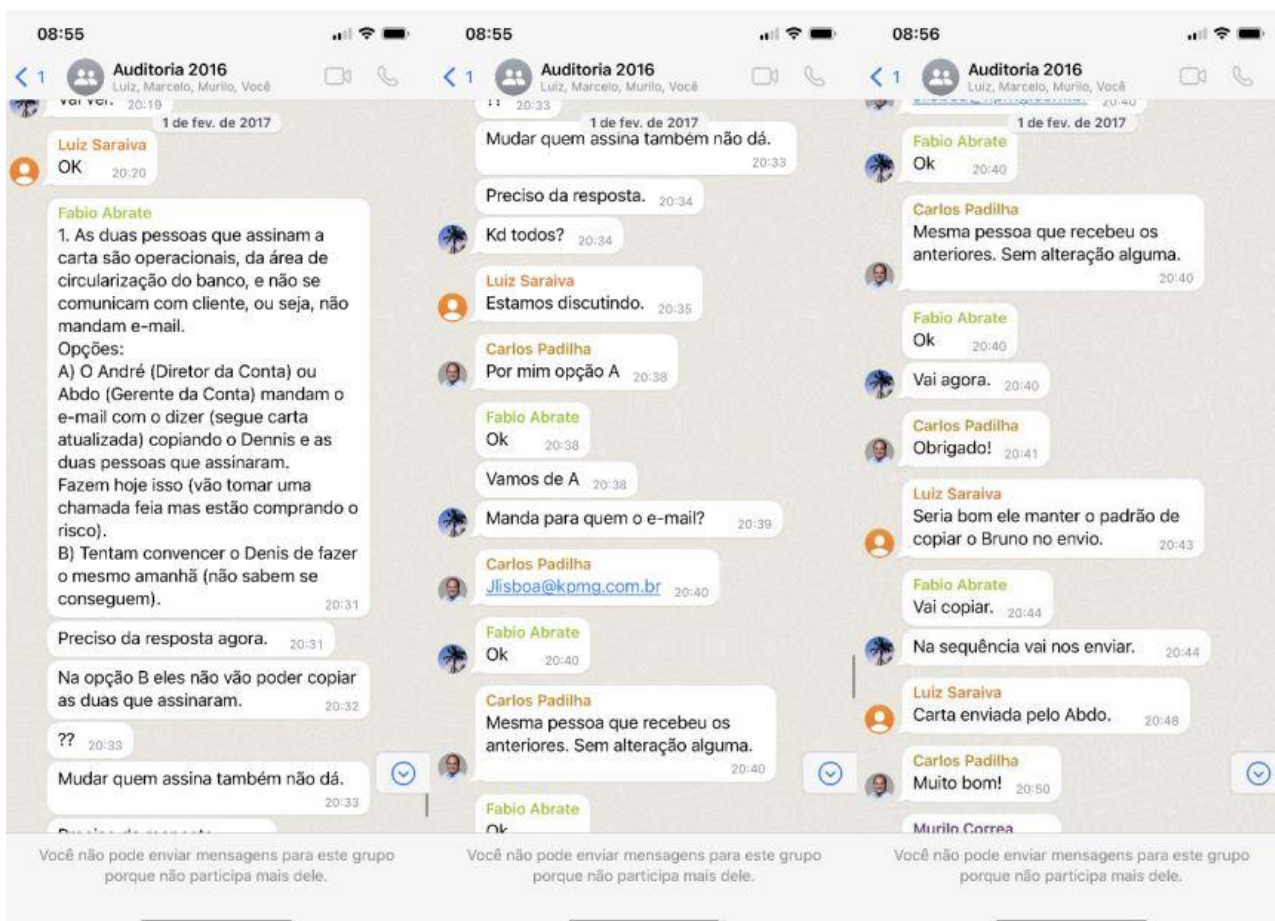 08:55
1
Auditoria 2016
Luiz, Marcelo, Murilo, Você
Vai ver. 20:19
1 de fev. de 2017
Luiz Saraiva
OK 20:20
Fabio Abrate
1. As duas pessoas que assinam a
carta são operacionais, da área de
circularização do banco, e não se
comunicam com cliente, ou seja, não
mandam e-mail.
Opções:
A) O André (Diretor da Conta) ou
Abdo (Gerente da Conta) mandam o
e-mail com o dizer (segue carta
atualizada) copiando o Dennis e as
duas pessoas que assinaram.
Fazem hoje isso (vão tomar uma
chamada feia mas estão comprando o
risco).
B) Tentam convencer o Denis de fazer
o mesmo amanhã (não sabem se
conseguem). 20:31
Preciso da resposta agora. 20:31
Na opção B eles não vão poder copiar
as duas que assinaram. 20:32
?? 20:33
Mudar quem assina também não dá.
20:33
Você não pode enviar mensagens para este grupo
porque não participa mais dele.
08:55
1
Auditoria 2016
Luiz, Marcelo, Murilo, Você
?? 20:33
1 de fev. de 2017
Mudar quem assina também não dá.
20:33
Preciso da resposta. 20:34
Kd todos? 20:34
Luiz Saraiva
Estamos discutindo. 20:35
Carlos Padilha
Por mim opção A 20:38
Fabio Abrate
Ok 20:38
Vamos de A 20:38
Manda para quem o e-mail? 20:39
Carlos Padilha
Jlisboa@kpmg.com.br 20:40
Fabio Abrate
Ok 20:40
Carlos Padilha
Mesma pessoa que recebeu os
anteriores. Sem alteração alguma.
20:40
Fabio Abrate
Ok
Você não pode enviar mensagens para este grupo
porque não participa mais dele.
08:56
1
Auditoria 2016
Luiz, Marcelo, Murilo, Você
20:40
1 de fev. de 2017
Fabio Abrate
Ok 20:40
Carlos Padilha
Mesma pessoa que recebeu os
anteriores. Sem alteração alguma.
20:40
Fabio Abrate
Ok 20:40
Vai agora. 20:40
Carlos Padilha
Obrigado! 20:41
Luiz Saraiva
Seria bom ele manter o padrão de
copiar o Bruno no envio. 20:43
Fabio Abrate
Vai copiar. 20:44
Na sequência vai nos enviar. 20:44
Luiz Saraiva
Carta enviada pelo Abdo. 20:48
Carlos Padilha
Muito bom! 20:50
Murilo Correa
Você não pode enviar mensagens para este grupo
porque não participa mais dele.